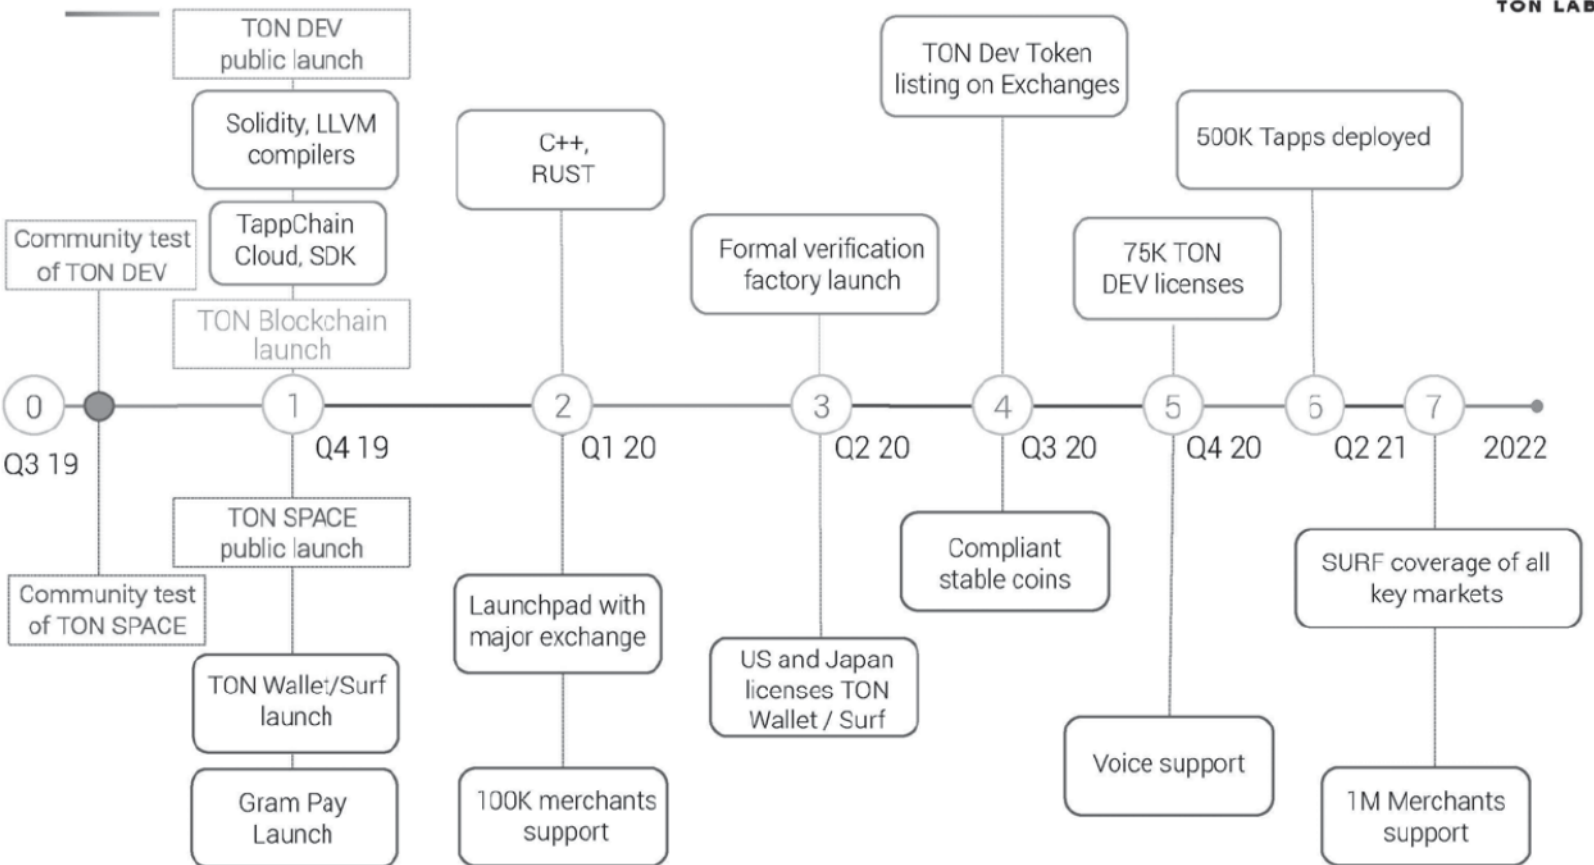 TON LAB
TON DEV
public launch
Solidity, LLVM
compilers
TappChain
Cloud, SDK
TON Blockchain
launch
Community test
of TON DEV
C++,
RUST
Formal verification
factory launch
TON Dev Token
listing on Exchanges
75K TON
DEV licenses
500K Tapps deployed
0
1
2
3
4
5
6
7
Q3 19
Q4 19
Q1 20
Q2 20
Q3 20
Q4 20
Q2 21
2022
Community test
of TON SPACE
TON SPACE
public launch
TON Wallet/Surf
launch
Gram Pay
Launch
Launchpad with
major exchange
100K merchants
support
US and Japan
licenses TON
Wallet / Surf
Compliant
stable coins
Voice support
SURF coverage of all
key markets
1M Merchants
support